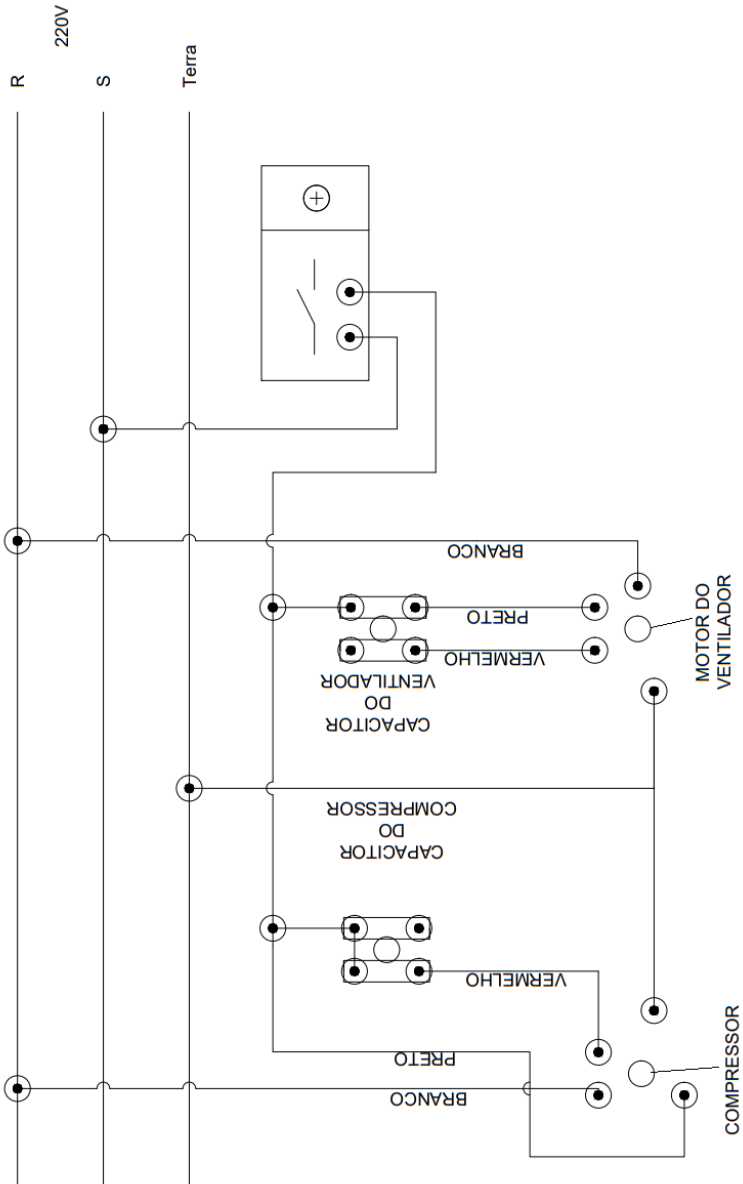 220V
R
S
Terra
BRANCO
PRETO
VERMELHO
CAPACITOR
DO
VENTILADOR
MOTOR DO
VENTILADOR
CAPACITOR
DO
COMPRESSOR
VERMELHO
PRETO
BRANCO
COMPRESSOR